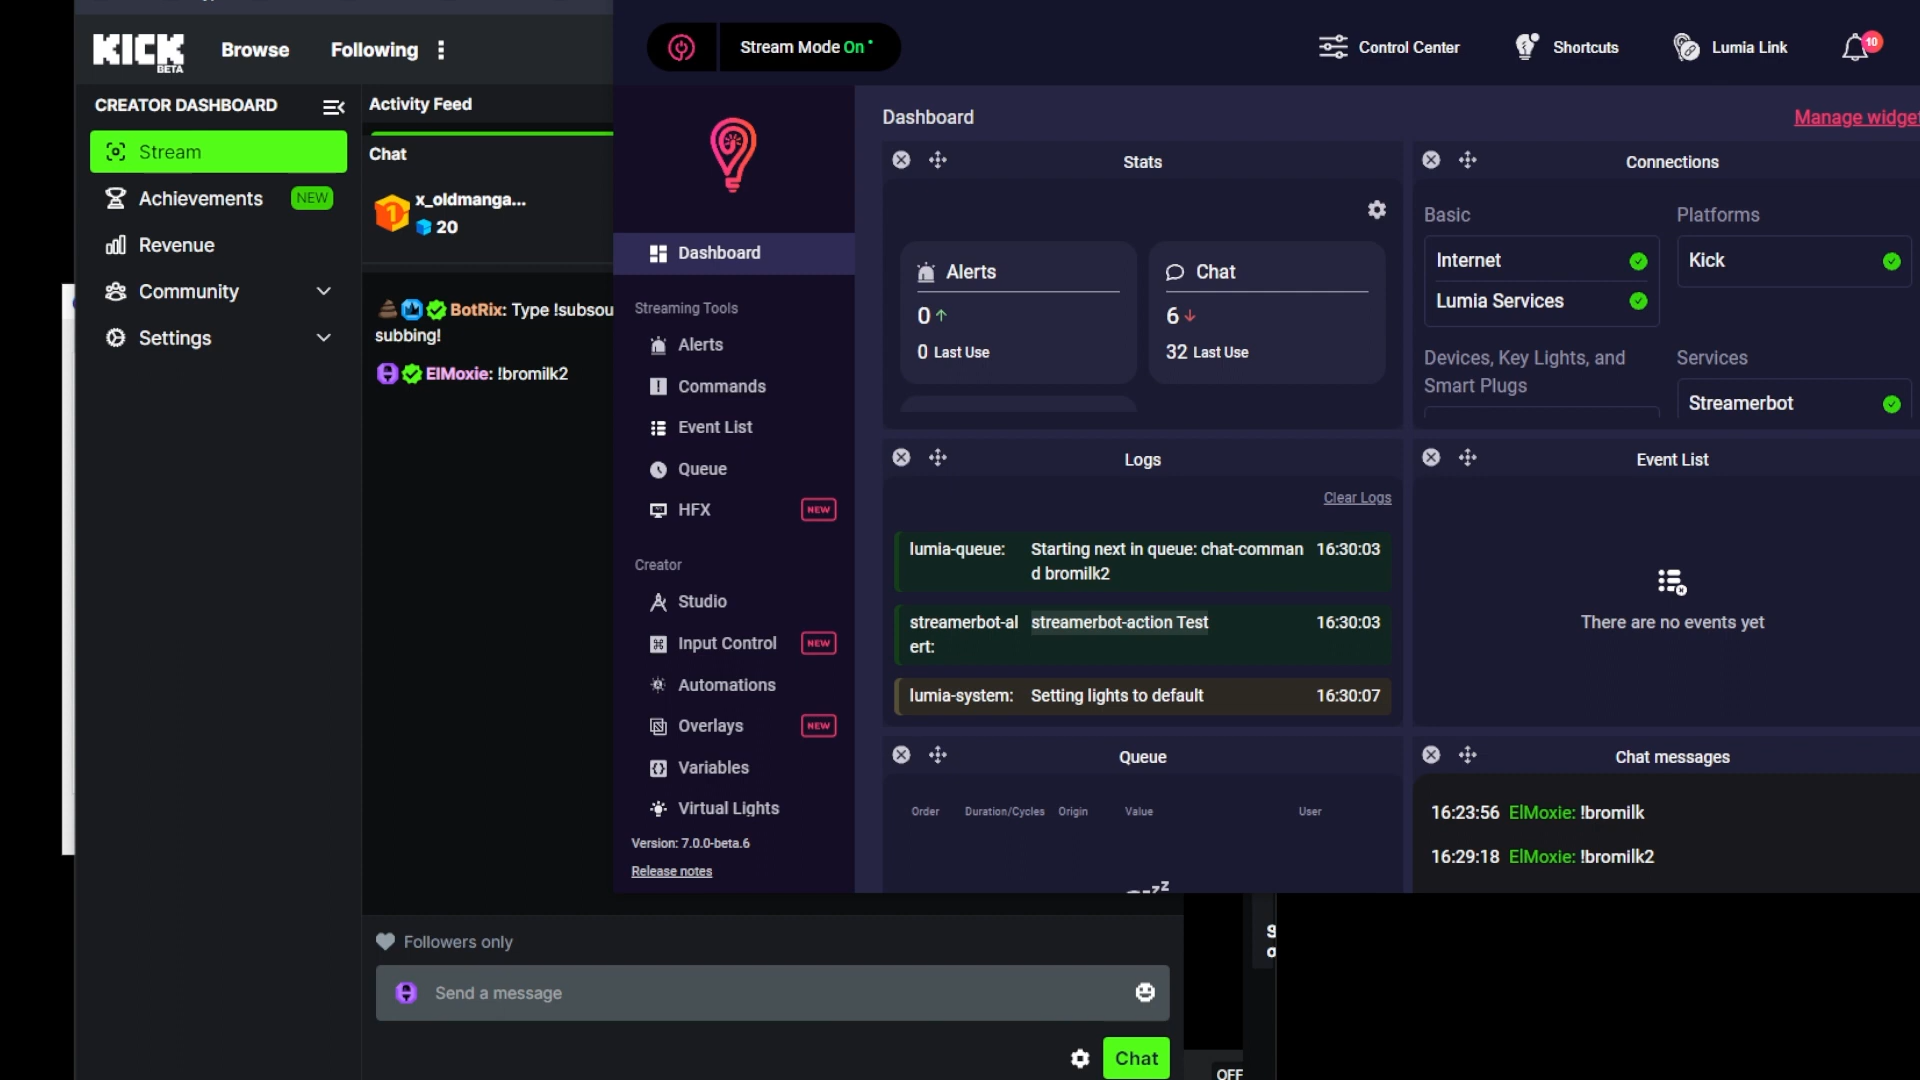 KICK
BETA
Browse
Following
CREATOR DASHBOARD
Stream
Achievements NEW
Revenue
Community
Settings
Activity Feed
Chat
1
x_oldmanga...
20
BotRix: Type !subsou
subbing!
ElMoxie: !bromilk2
Followers only
Send a message
Chat
OFF
Stream Mode On
Control Center
Shortcuts
Lumia Link
10
Dashboard
Streaming Tools
Alerts
Commands
Event List
Queue
HFX NEW
Creator
Studio
Input Control NEW
Automations
Overlays NEW
Variables
Virtual Lights
Version: 7.0.0-beta.6
Release notes
Dashboard
Manage widget
Stats
Alerts
0
0 Last Use
Chat
6
32 Last Use
Connections
Basic
Internet
Lumia Services
Platforms
Kick
Devices, Key Lights, and
Smart Plugs
Services
Streamerbot
Logs
Clear Logs
lumia-queue: Starting next in queue: chat-comman 16:30:03
d bromilk2
streamerbot-al streamerbot-action Test 16:30:03
ert:
lumia-system: Setting lights to default 16:30:07
Event List
There are no events yet
Queue
Order Duration/Cycles Origin Value User
Chat messages
16:23:56 ElMoxie: !bromilk
16:29:18 ElMoxie: !bromilk2